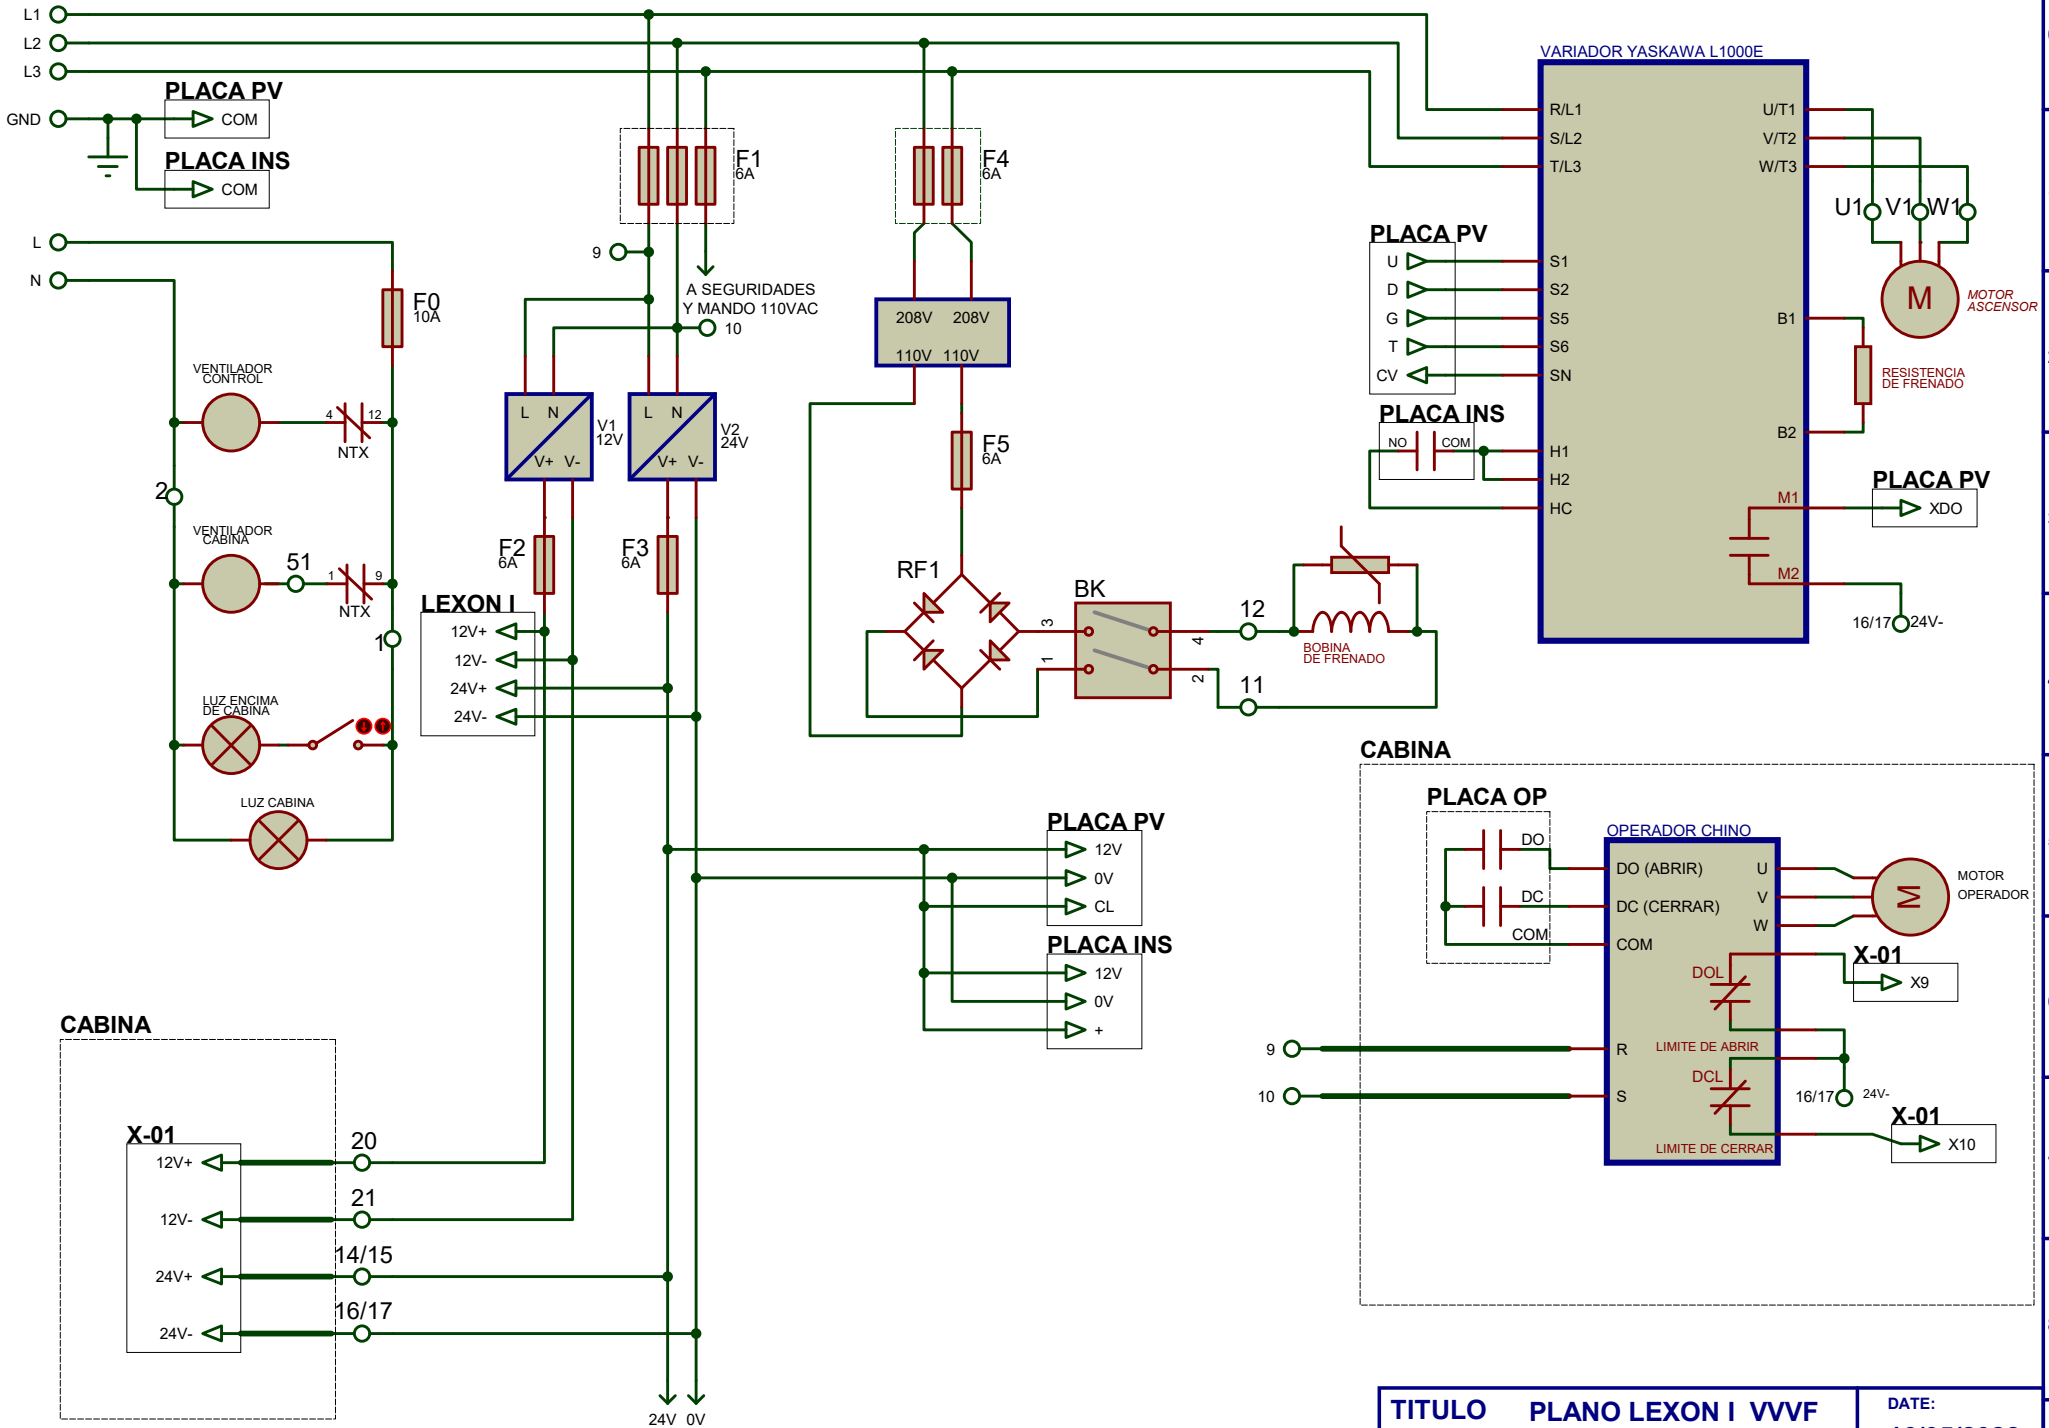 L1
L2
L3
GND
PLACA PV
COM
PLACA INS
COM
L
N
F0
10A
VENTILADOR
CONTROL
4
12
NTX
2
VENTILADOR
CABINA
51
1
9
NTX
1
LUZ ENCIMA
DE CABINA
LUZ CABINA
F1
6A
9
A SEGURIDADES
Y MANDO 110VAC
10
L N
V+ V-
V1
12V
L N
V+ V-
V2
24V
F2
6A
F3
6A
LEXON I
12V+
12V-
24V+
24V-
F4
6A
208V 208V
110V 110V
F5
6A
RF1
BK
3
1
4
2
12
11
BOBINA
DE FRENADO
VARIADOR YASKAWA L1000E
R/L1
S/L2
T/L3
S1
S2
S5
S6
SN
H1
H2
HC
U/T1
V/T2
W/T3
B1
B2
M1
M2
PLACA PV
U
D
G
T
CV
PLACA INS
NO COM
U1 V1 W1
M
MOTOR
ASCENSOR
RESISTENCIA
DE FRENADO
PLACA PV
XDO
16/17 24V-
PLACA PV
12V
0V
CL
PLACA INS
12V
0V
+
CABINA
PLACA OP
DO
DC
COM
OPERADOR CHINO
DO (ABRIR)
DC (CERRAR)
COM
R
S
U
V
W
DOL
LIMITE DE ABRIR
DCL
LIMITE DE CERRAR
M
MOTOR
OPERADOR
X-01
X9
16/17 24V-
X-01
X10
9
10
CABINA
X-01
12V+
12V-
24V+
24V-
20
21
14/15
16/17
24V 0V
TITULO PLANO LEXON I VVVF
DATE: